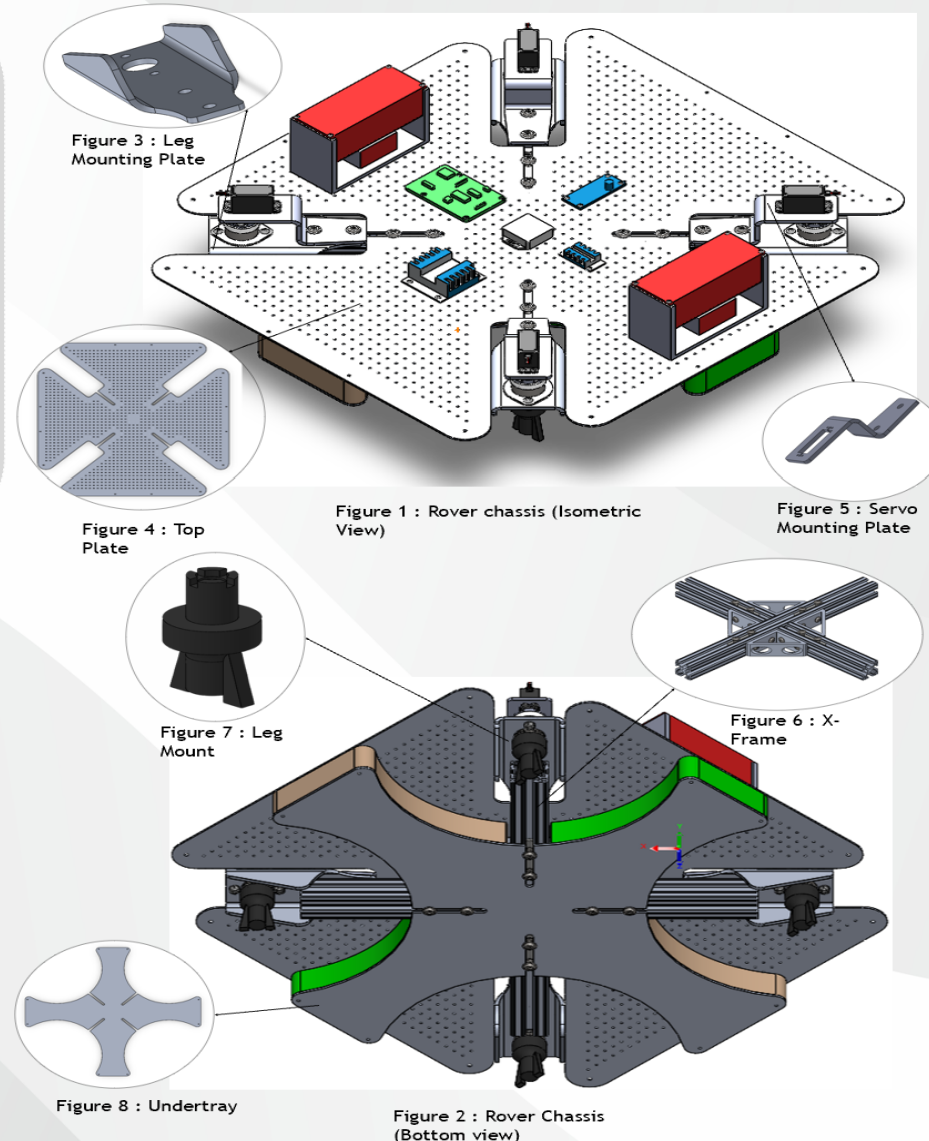 Figure 3 : Leg
Mounting Plate
Figure 4 : Top
Plate
Figure 1 : Rover chassis (Isometric
View)
Figure 5 : Servo
Mounting Plate
Figure 7 : Leg
Mount
Figure 6 : X-
Frame
Figure 8 : Undertray
Figure 2 : Rover Chassis
(Bottom view)